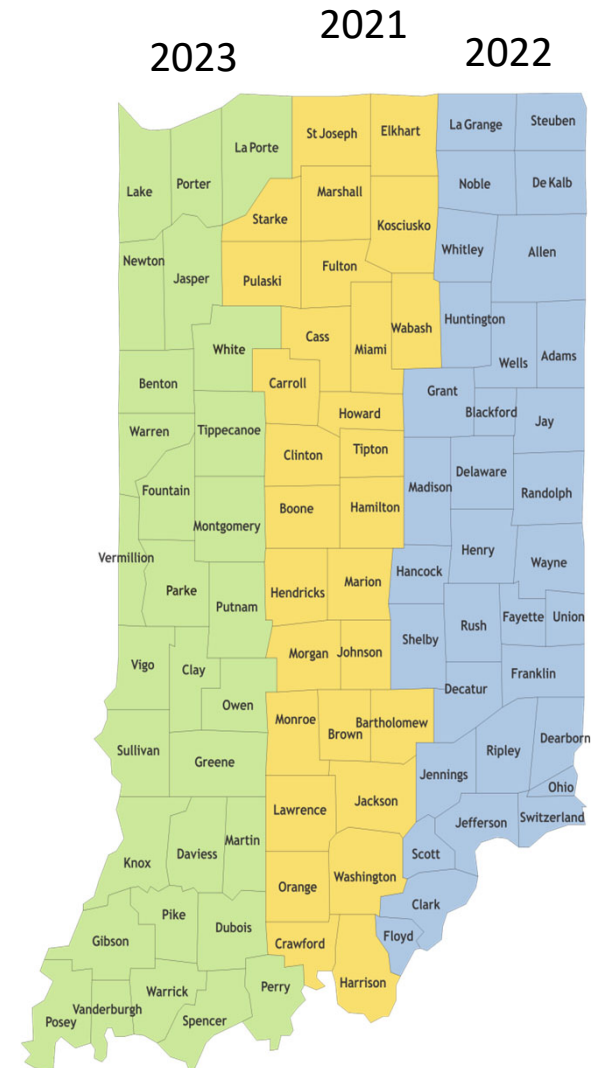 2023
2021
2022
La Porte
St Joseph
Elkhart
La Grange
Steuben
Lake
Porter
Marshall
Noble
De Kalb
Starke
Kosciusko
Whitley
Allen
Newton
Jasper
Pulaski
Fulton
White
Cass
Miami
Wabash
Huntington
Wells
Adams
Benton
Carroll
Grant
Blackford
Jay
Warren
Tippecanoe
Howard
Clinton
Tipton
Fountain
Madison
Delaware
Randolph
Montgomery
Boone
Hamilton
Vermillion
Parke
Putnam
Hendricks
Marion
Hancock
Henry
Wayne
Vigo
Clay
Morgan
Johnson
Shelby
Rush
Fayette
Union
Owen
Monroe
Brown
Bartholomew
Decatur
Franklin
Sullivan
Greene
Jennings
Ripley
Dearborn
Ohio
Lawrence
Jackson
Jefferson
Switzerland
Knox
Daviess
Martin
Scott
Orange
Washington
Clark
Gibson
Pike
Dubois
Crawford
Floyd
Harrison
Posey
Vanderburgh
Warrick
Spencer
Perry